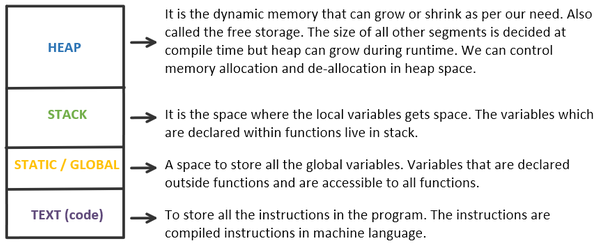 HEAP
It is the dynamic memory that can grow or shrink as per our need. Also
called the free storage. The size of all other segments is decided at
compile time but heap can grow during runtime. We can control
memory allocation and de-allocation in heap space.
STACK
It is the space where the local variables gets space. The variables which
are declared within functions live in stack.
STATIC / GLOBAL
A space to store all the global variables. Variables that are declared
outside functions and are accessible to all functions.
TEXT (code)
To store all the instructions in the program. The instructions are
compiled instructions in machine language.